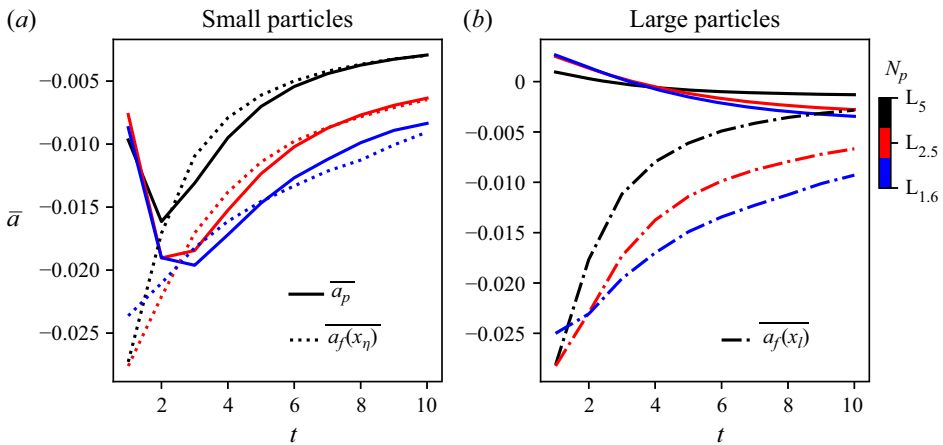 (a) Small particles
(b) Large particles
−0.005
−0.010
−0.015
−0.020
−0.025
a̅
2 4 6 8 10
t
a_p
a_f(x_η)
0
−0.005
−0.010
−0.015
−0.020
−0.025
2 4 6 8 10
t
a_f(x_l)
N_p
L_5
L_2.5
L_1.6